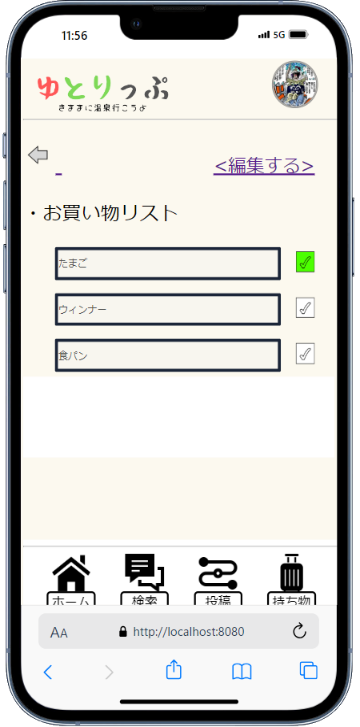 11:56
5G
ゆとりっぷ
きままに温泉行こうよ
<編集する>
・お買い物リスト
たまご
ウィンナー
食パン
ホーム 検索 投稿 持ち物
AA http://localhost:8080